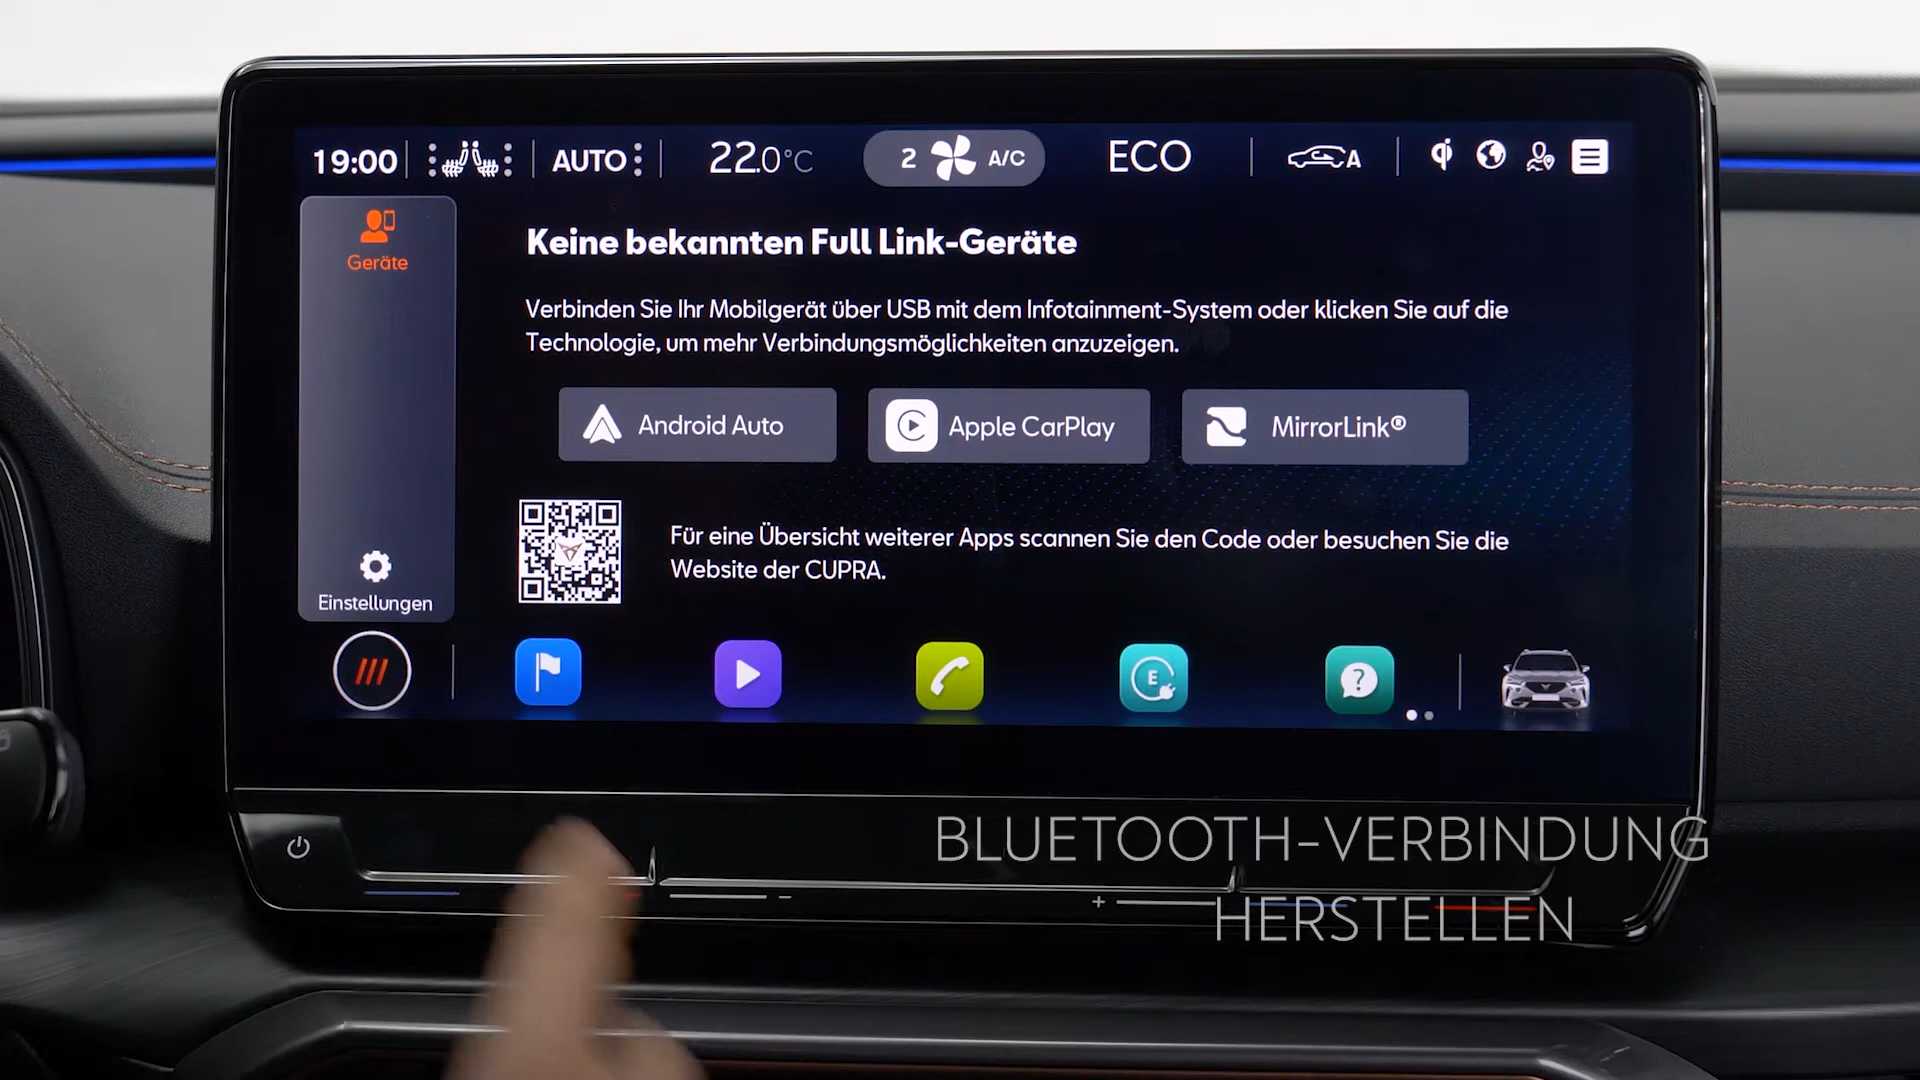 19:00
AUTO
22.0°C
2 A/C
ECO
A
Geräte
Keine bekannten Full Link-Geräte
Verbinden Sie Ihr Mobilgerät über USB mit dem Infotainment-System oder klicken Sie auf die
Technologie, um mehr Verbindungsmöglichkeiten anzuzeigen.
Android Auto
Apple CarPlay
MirrorLink®
Für eine Übersicht weiterer Apps scannen Sie den Code oder besuchen Sie die
Website der CUPRA.
Einstellungen
E
?
BLUETOOTH-VERBINDUNG
HERSTELLEN
- +